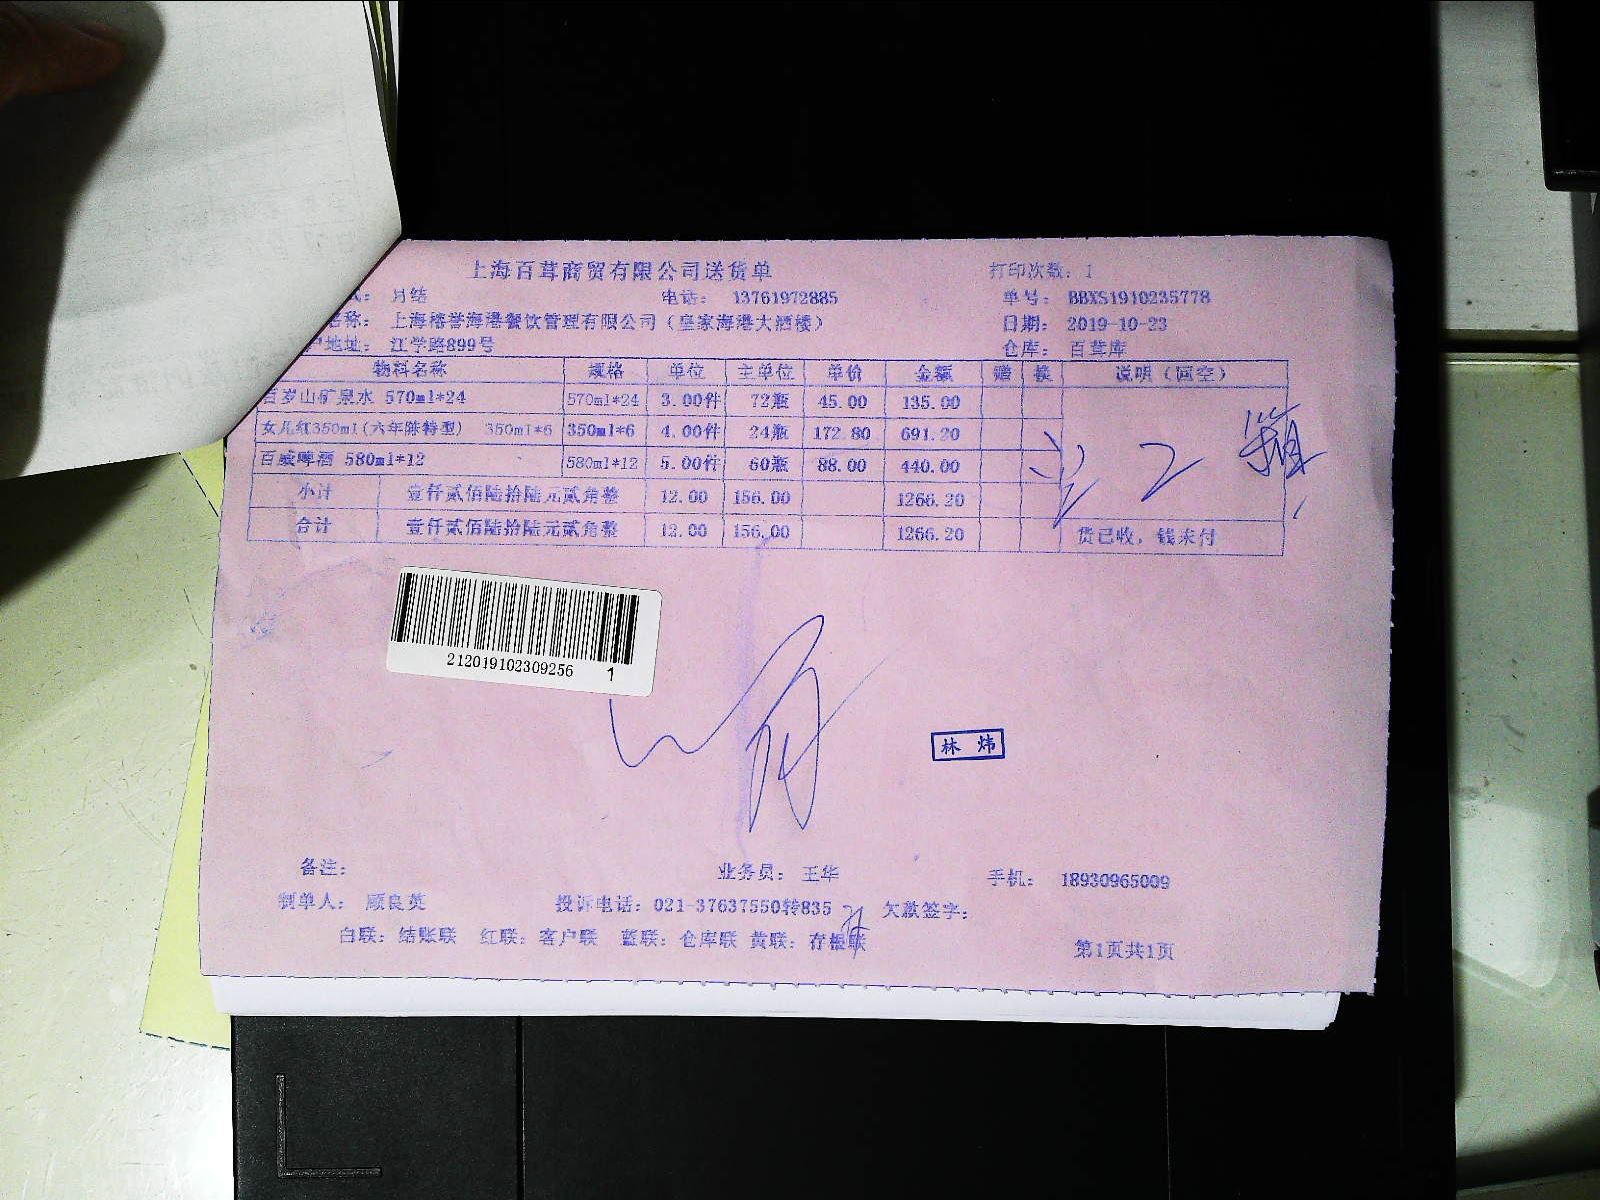 上海百茸商贸有限公司送货单 打印次数：1
式： 月结 电话： 13761972885 单号： BBXS1910235778
名称： 上海榕誉海港餐饮管理有限公司（皇家海港大酒楼） 日期： 2019-10-23
户地址： 江学路899号 仓库： 百茸库
物料名称 规格 单位 主单位 单价 金额 赠 换 说明（回空）
百岁山矿泉水 570ml*24 570ml*24 3.00件 72瓶 45.00 135.00
女儿红350ml(六年陈特型) 350ml*6 350ml*6 4.00件 24瓶 172.80 691.20
百威啤酒 580ml*12 580ml*12 5.00件 60瓶 88.00 440.00
2 箱
小计 壹仟贰佰陆拾陆元贰角整 12.00 156.00 1266.20
合计 壹仟贰佰陆拾陆元贰角整 12.00 156.00 1266.20 货已收，钱未付
212019102309256 1
林 炜
备注： 业务员： 王华 手机： 18930965009
制单人： 顾良英 投诉电话：021-37637550转835 欠款签字：
白联：结账联 红联：客户联 蓝联：仓库联 黄联：存根联 第1页共1页